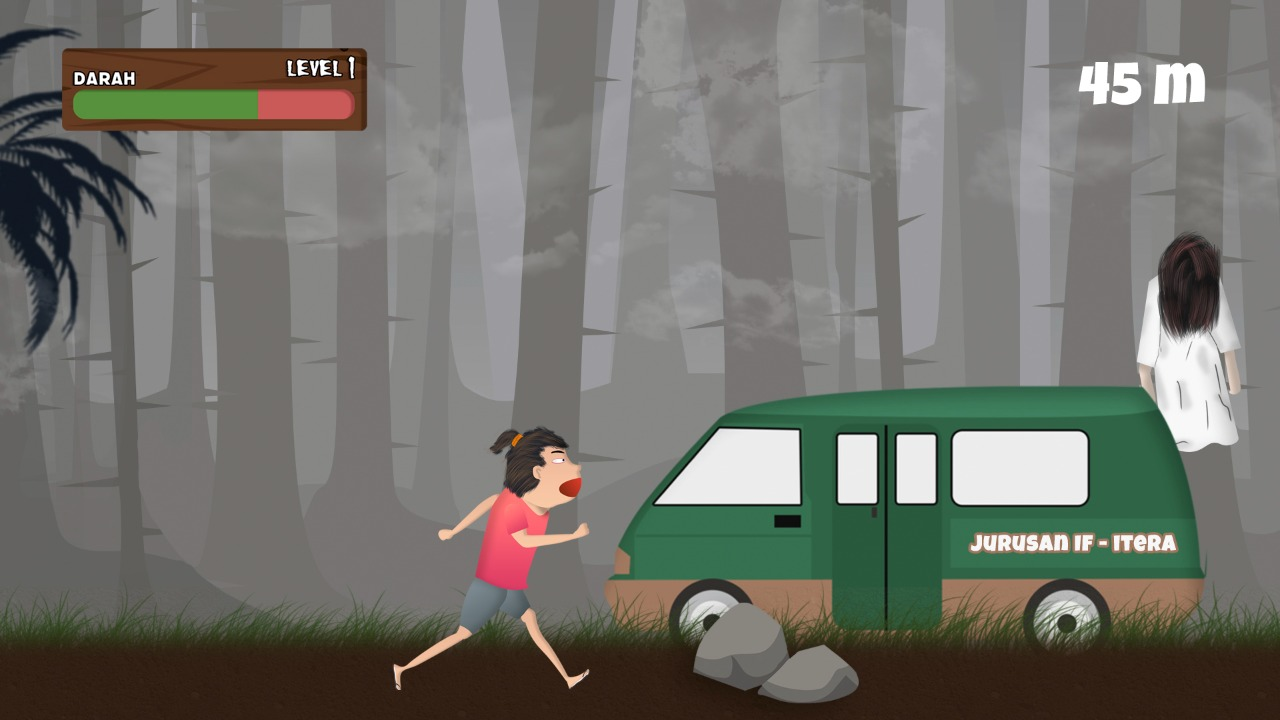 DARAH
LEVEL 1
45 m
JURUSAN IF - ITERA